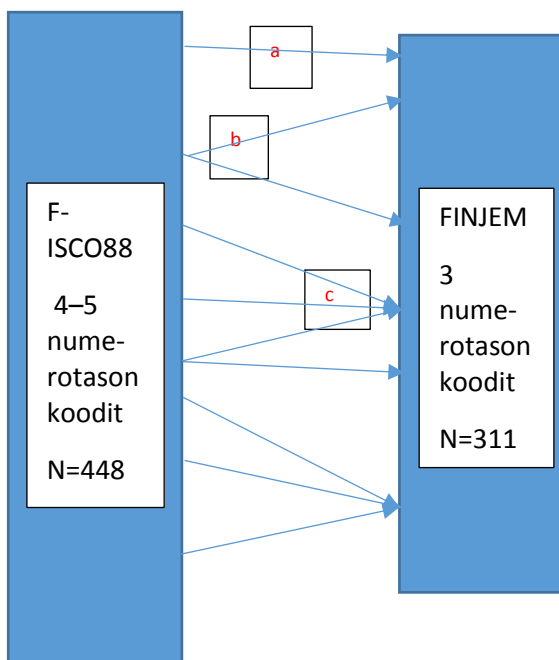 a
b
c
F-
ISCO88
4–5
nume-
rotason
koodit
N=448
FINJEM
3
nume-
rotason
koodit
N=311